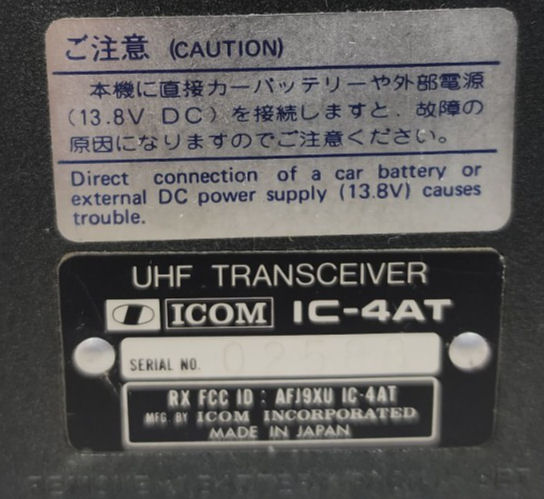 ご注意 (CAUTION)
本機に直接カーバッテリーや外部電源
(13.8V DC)を接続しますと、故障の
原因になりますのでご注意ください。
Direct connection of a car battery or
external DC power supply (13.8V) causes
trouble.
UHF TRANSCEIVER
ICOM IC-4AT
SERIAL NO.
RX FCC ID : AFJ9XU IC-4AT
MFG. BY ICOM INCORPORATED
MADE IN JAPAN